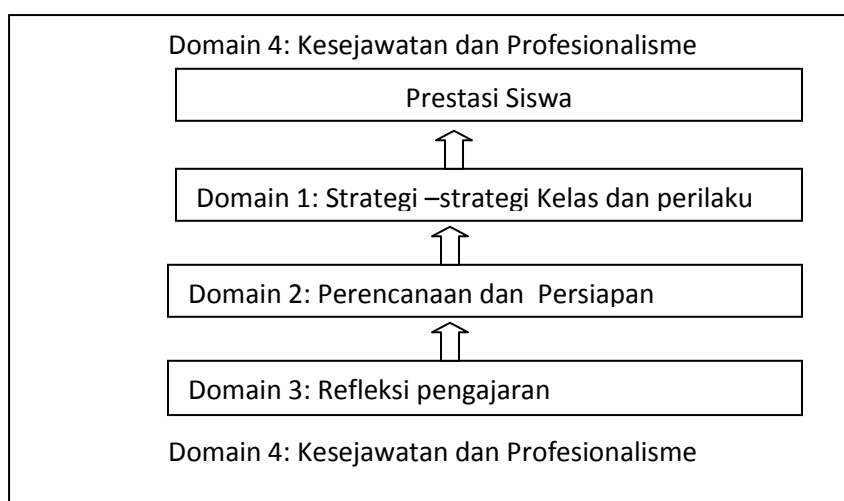 Domain 4: Kesejawatan dan Profesionalisme
Prestasi Siswa
Domain 1: Strategi –strategi Kelas dan perilaku
Domain 2: Perencanaan dan Persiapan
Domain 3: Refleksi pengajaran
Domain 4: Kesejawatan dan Profesionalisme